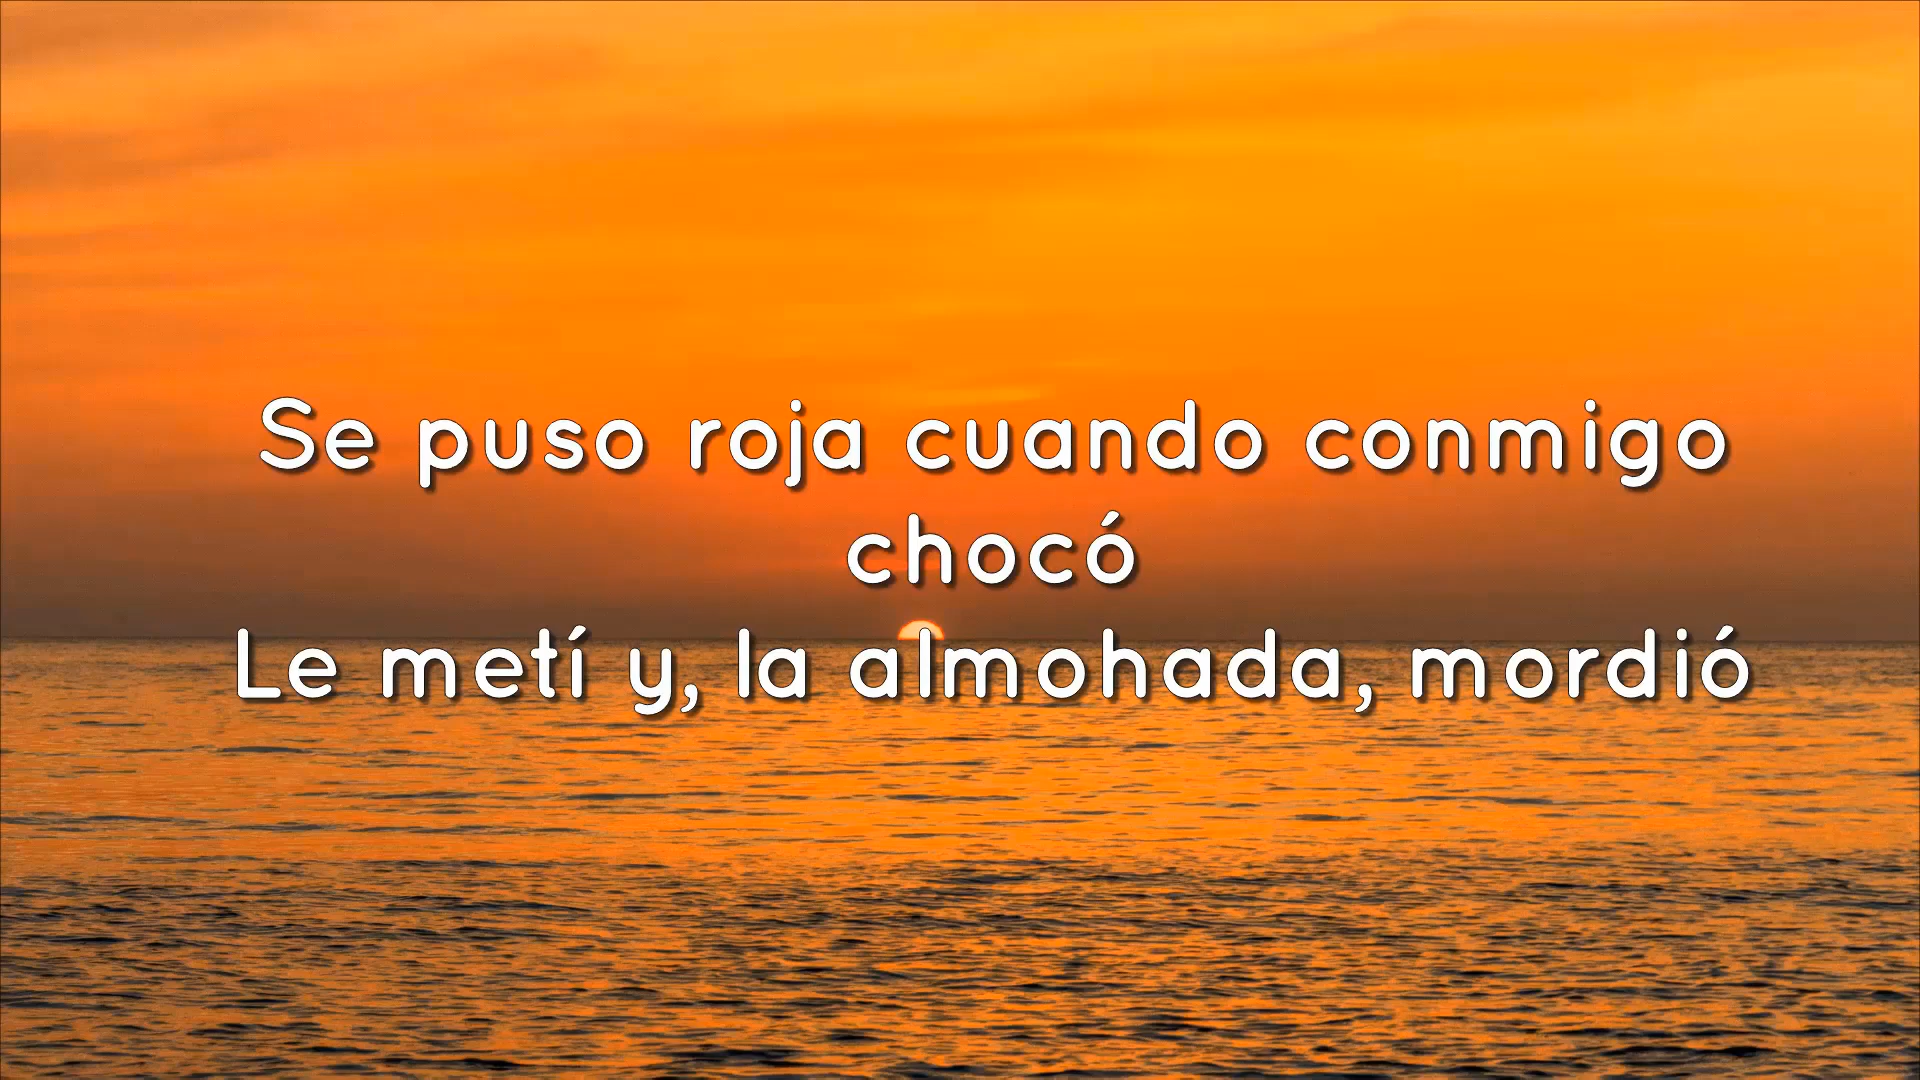 Se puso roja cuando conmigo
chocó
Le metí y, la almohada, mordió